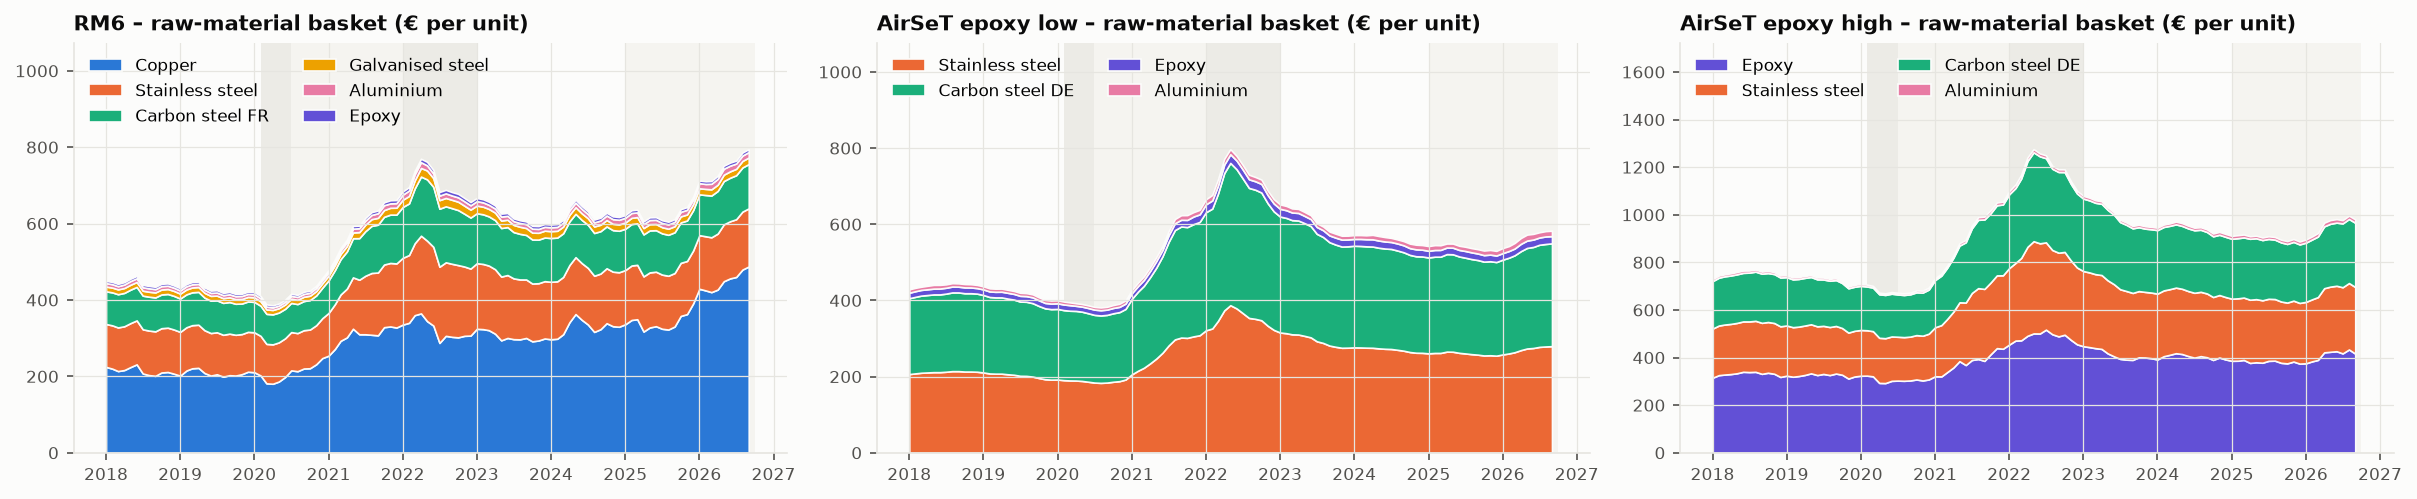 RM6 – raw-material basket (€ per unit)
Copper
Stainless steel
Carbon steel FR
Galvanised steel
Aluminium
Epoxy
1000
800
600
400
200
0
2018 2019 2020 2021 2022 2023 2024 2025 2026 2027
AirSeT epoxy low – raw-material basket (€ per unit)
Stainless steel
Carbon steel DE
Epoxy
Aluminium
1000
800
600
400
200
0
2018 2019 2020 2021 2022 2023 2024 2025 2026 2027
AirSeT epoxy high – raw-material basket (€ per unit)
Epoxy
Stainless steel
Carbon steel DE
Aluminium
1600
1400
1200
1000
800
600
400
200
0
2018 2019 2020 2021 2022 2023 2024 2025 2026 2027